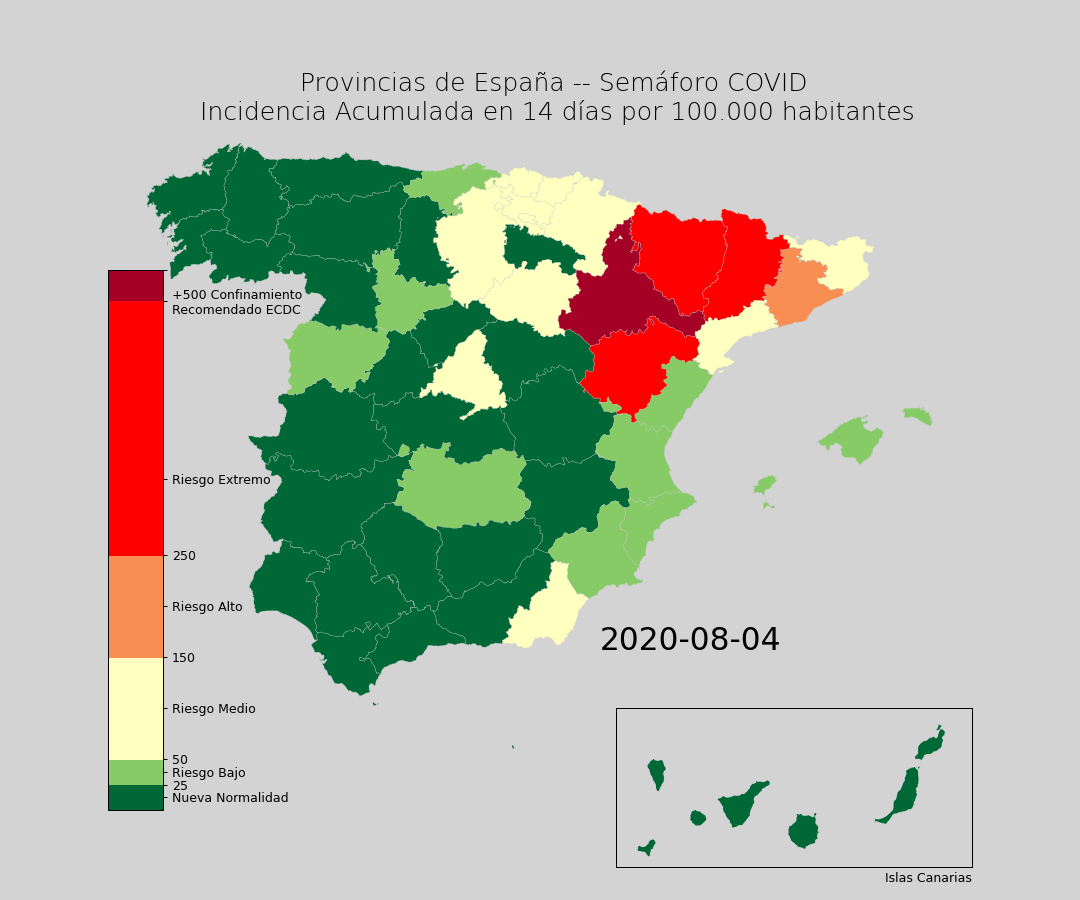 Provincias de España -- Semáforo COVID
Incidencia Acumulada en 14 días por 100.000 habitantes
+500 Confinamiento
Recomendado ECDC
Riesgo Extremo
250
Riesgo Alto
150
Riesgo Medio
50
Riesgo Bajo
25
Nueva Normalidad
2020-08-04
Islas Canarias